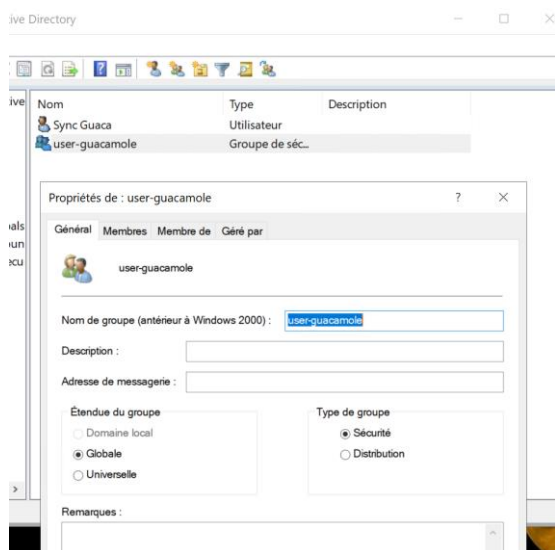 ive Directory
ive
Nom Type Description
Sync Guaca Utilisateur
user-guacamole Groupe de séc...
Propriétés de : user-guacamole ?
als
oun
ecu
Général Membres Membre de Géré par
user-guacamole
Nom de groupe (antérieur à Windows 2000) : user-guacamole
Description :
Adresse de messagerie :
Étendue du groupe Type de groupe
Domaine local Sécurité
Globale Distribution
Universelle
Remarques :